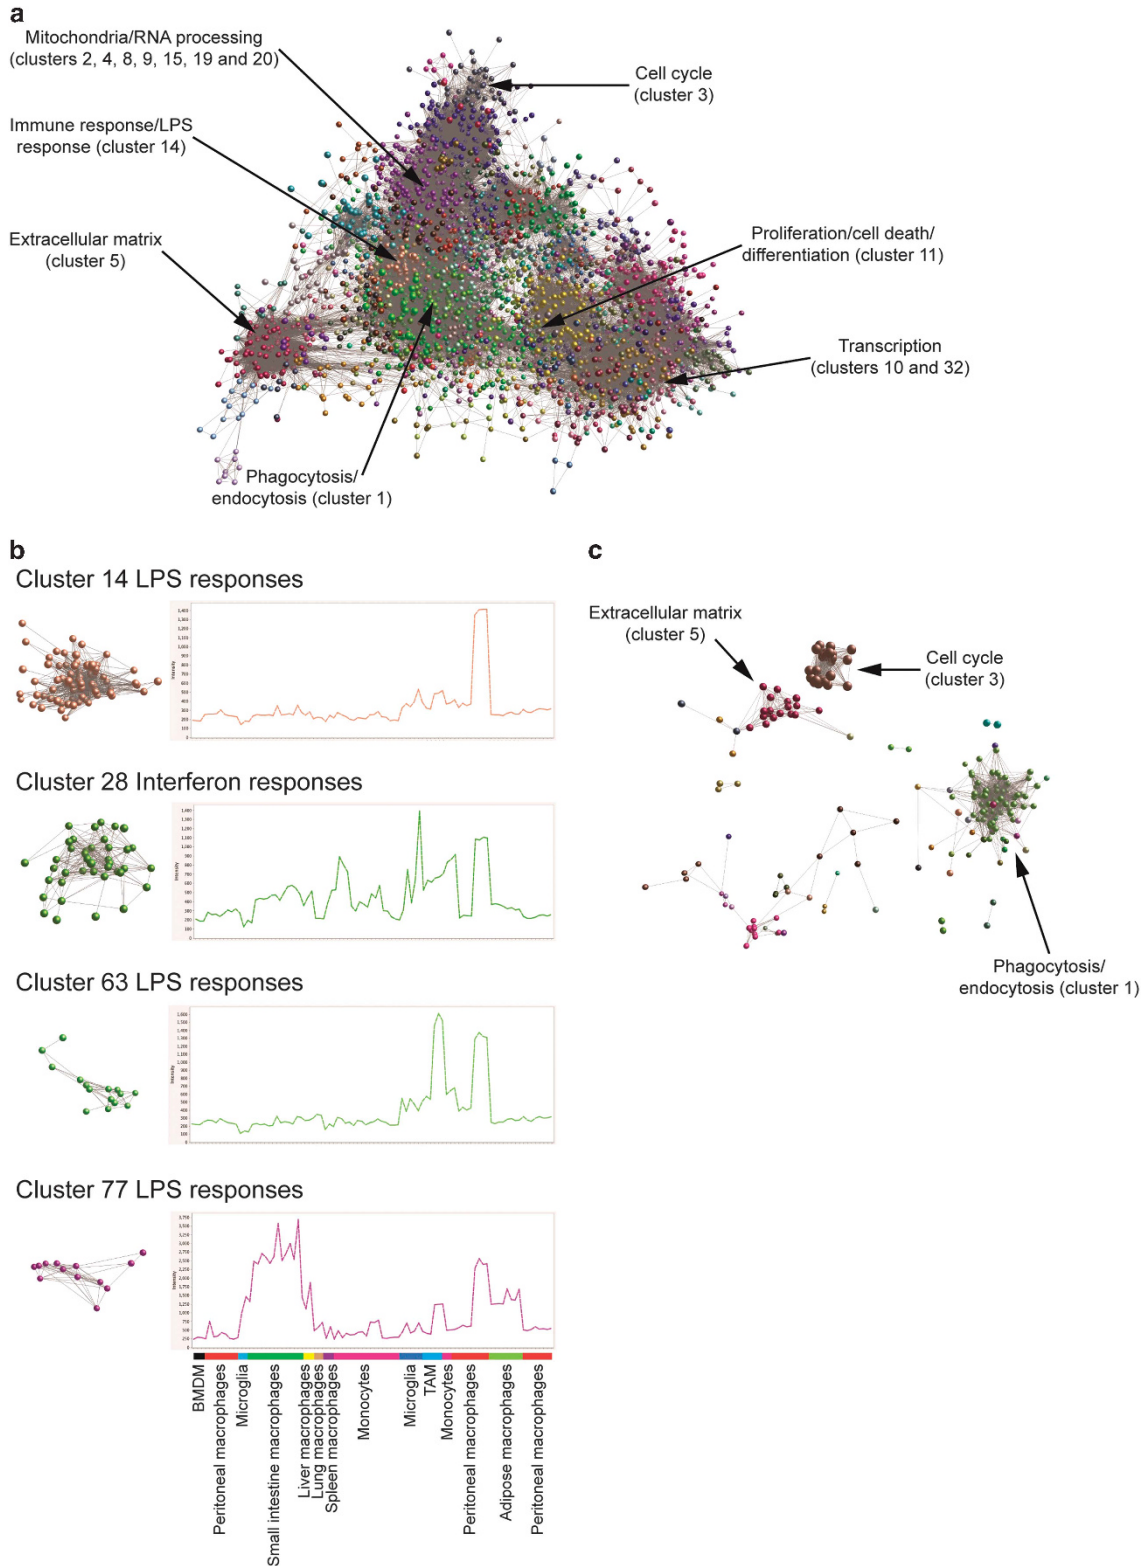 a
Mitochondria/RNA processing
(clusters 2, 4, 8, 9, 15, 19 and 20)
Cell cycle
(cluster 3)
Immune response/LPS
response (cluster 14)
Extracellular matrix
(cluster 5)
Proliferation/cell death/
differentiation (cluster 11)
Transcription
(clusters 10 and 32)
Phagocytosis/
endocytosis (cluster 1)
b
Cluster 14 LPS responses
Intensity
Cluster 28 Interferon responses
Intensity
Cluster 63 LPS responses
Intensity
Cluster 77 LPS responses
Intensity
BMDM
Peritoneal macrophages
Microglia
Small intestine macrophages
Liver macrophages
Lung macrophages
Spleen macrophages
Monocytes
Microglia
TAM
Monocytes
Peritoneal macrophages
Adipose macrophages
Peritoneal macrophages
c
Extracellular matrix
(cluster 5)
Cell cycle
(cluster 3)
Phagocytosis/
endocytosis (cluster 1)